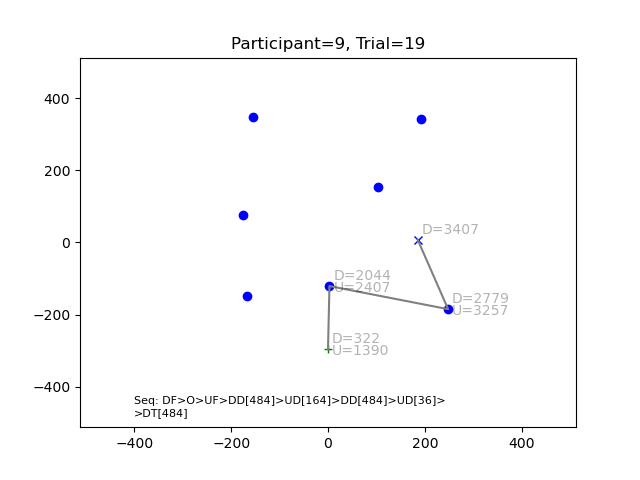 Participant=9, Trial=19
400
200
0
−200
−400
D=3407
D=2044
U=2407
D=2779
U=3257
D=322
U=1390
Seq: DF>O>UF>DD[484]>UD[164]>DD[484]>UD[36]>
>DT[484]
−400
−200
0
200
400